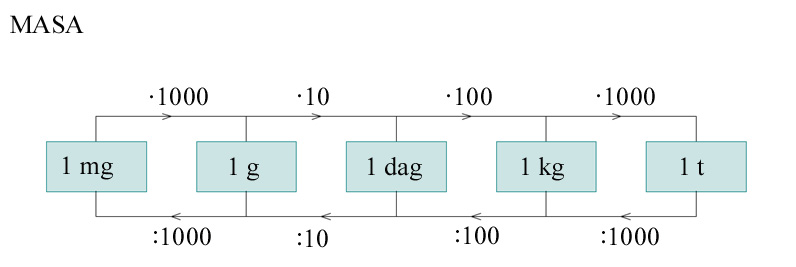 MASA
·1000 ·10 ·100 ·1000
1 mg 1 g 1 dag 1 kg 1 t
:1000 :10 :100 :1000